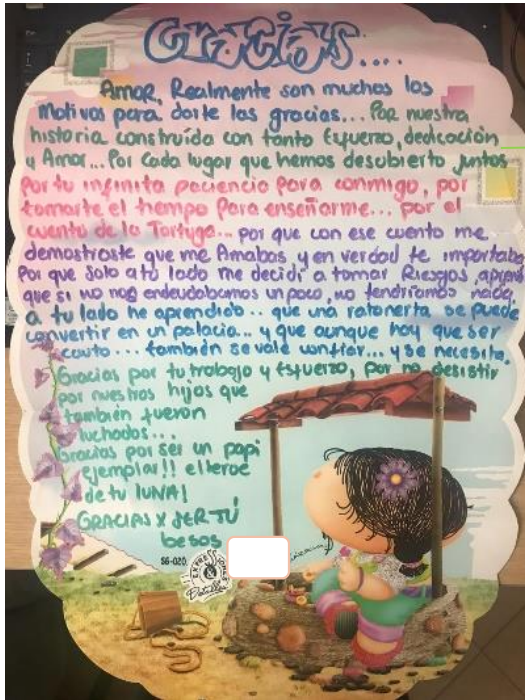 GRACIAS....
Amor, Realmente son muchos los
Motivos para darte las gracias... Por nuestra
historia construída con tanto Esfuerzo, dedicación
y Amor... Por Cada lugar que hemos descubierto juntos
Por tu infinita paciencia para conmigo, por
tomarte el tiempo Para enseñarme... por el
cuento de la Tortuga... por que con ese cuento me
demostraste que me Amabas, y en verdad te importaba,
Por que solo a tu lado me decidí a tomar Riesgos, aprendí
que si no nos endeudabamos un poco, no tendríamos nada,
a tu lado he aprendido.. que una ratonera se puede
convertir en un palacio... y que aunque hay que ser
cauto... también se vale confiar... y se necesita.
Gracias por tu trabajo y Esfuerzo, por no desistir
por nuestros hijos que
también fueron
luchados...
Gracias por ser un papi
ejemplar!! el heroe
de tu LUNA!
GRACIAS X SER TÚ
besos
SG-020
Detalles